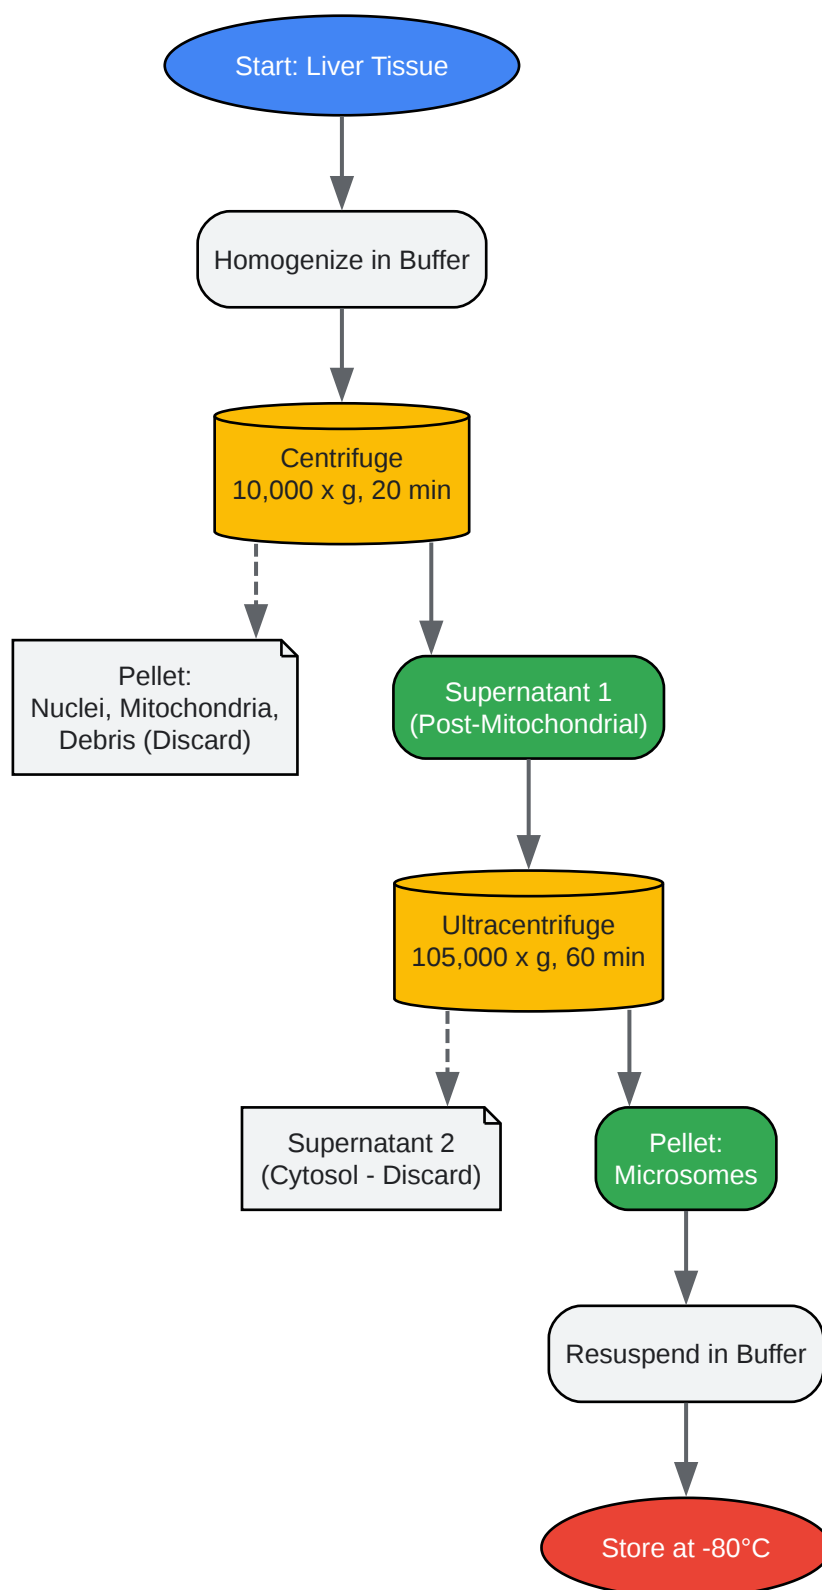 Start: Liver Tissue
Homogenize in Buffer
Centrifuge
10,000 x g, 20 min
Pellet:
Nuclei, Mitochondria,
Debris (Discard)
Supernatant 1
(Post-Mitochondrial)
Ultracentrifuge
105,000 x g, 60 min
Supernatant 2
(Cytosol - Discard)
Pellet:
Microsomes
Resuspend in Buffer
Store at -80°C